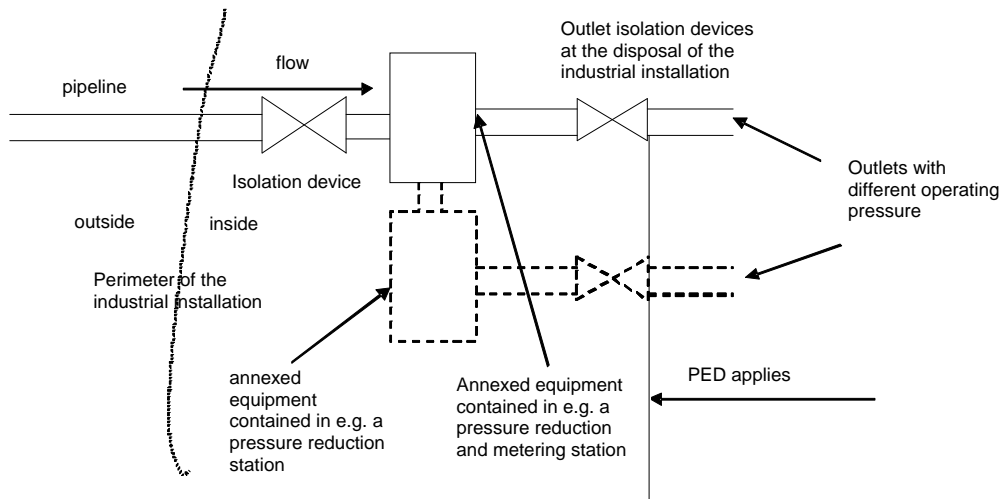 Outlet isolation devices
at the disposal of the
industrial installation
flow
pipeline
Isolation device
Outlets with
different operating
pressure
outside
inside
Perimeter of the
industrial installation
annexed
equipment
contained in e.g. a
pressure reduction
station
Annexed equipment
contained in e.g. a
pressure reduction
and metering station
PED applies